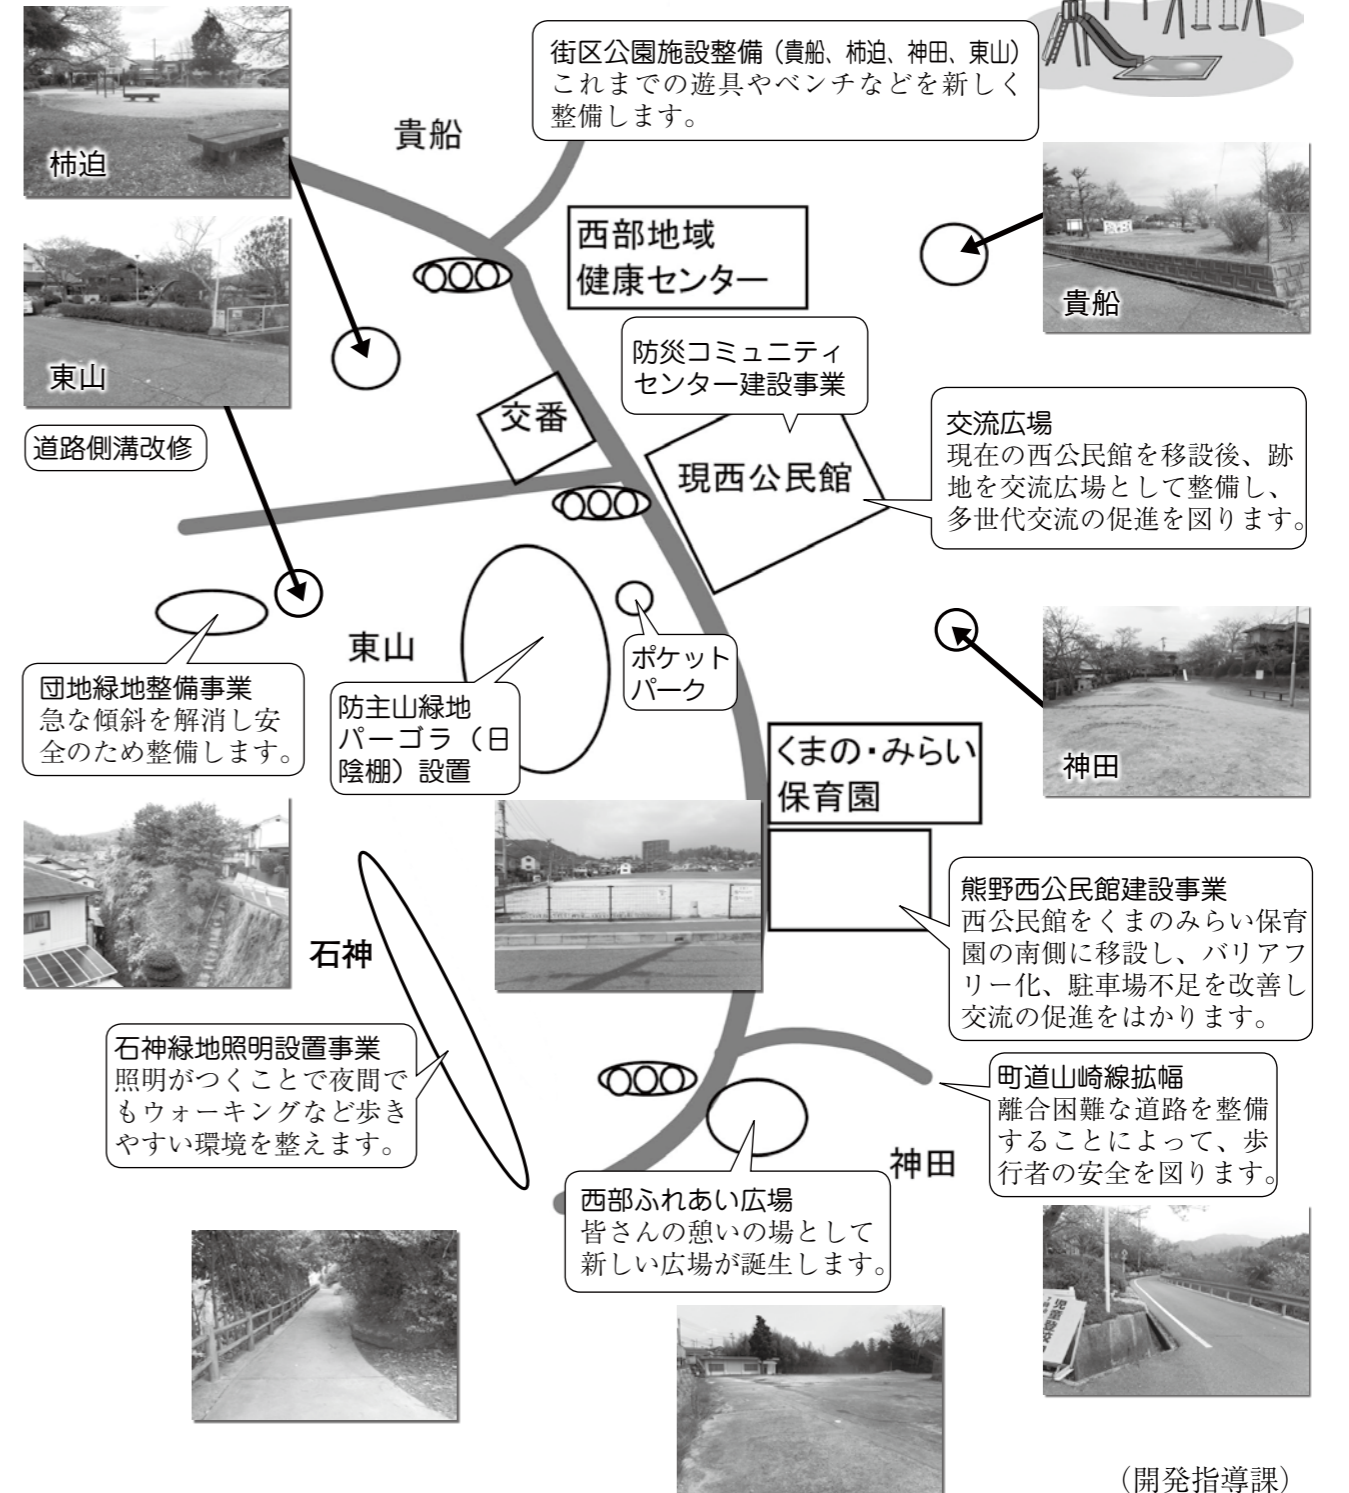 街区公園施設整備（貴船、柿迫、神田、東山）
これまでの遊具やベンチなどを新しく
整備します。
柿迫
貴船
西部地域
健康センター
貴船
東山
防災コミュニティ
センター建設事業
交番
道路側溝改修
現西公民館
交流広場
現在の西公民館を移設後、跡
地を交流広場として整備し、
多世代交流の促進を図ります。
東山
ポケット
パーク
団地緑地整備事業
急な傾斜を解消し安
全のため整備します。
防主山緑地
パーゴラ（日
陰棚）設置
くまの・みらい
保育園
神田
石神
熊野西公民館建設事業
西公民館をくまのみらい保育
園の南側に移設し、バリアフ
リー化、駐車場不足を改善し
交流の促進をはかります。
石神緑地照明設置事業
照明がつくことで夜間で
もウォーキングなど歩き
やすい環境を整えます。
町道山崎線拡幅
離合困難な道路を整備
することによって、歩
行者の安全を図ります。
神田
西部ふれあい広場
皆さんの憩いの場として
新しい広場が誕生します。
（開発指導課）